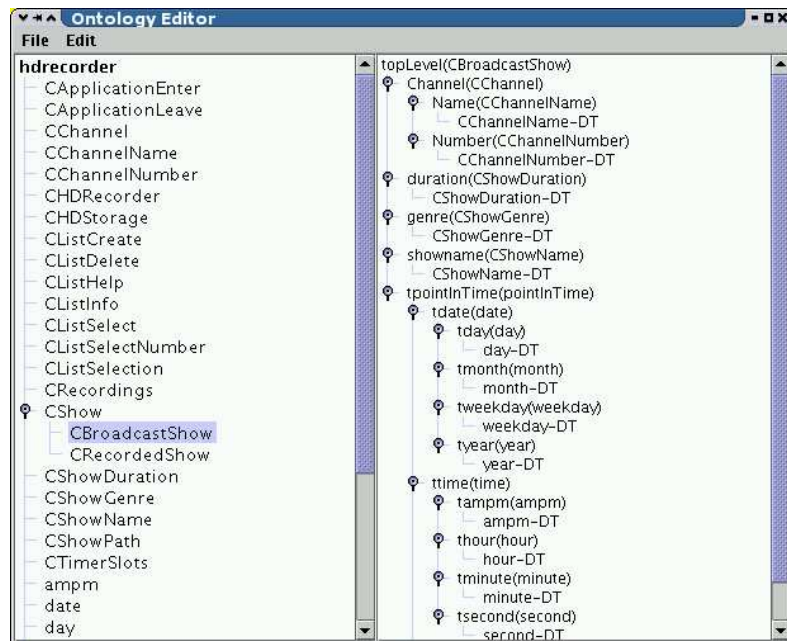 Ontology Editor
File Edit
hdrecorder
CApplicationEnter
CApplicationLeave
CChannel
CChannelName
CChannelNumber
CHDRecorder
CHDStorage
CListCreate
CListDelete
CListHelp
CListInfo
CListSelect
CListSelectNumber
CListSelection
CRecordings
CShow
CBroadcastShow
CRecordedShow
CShowDuration
CShowGenre
CShowName
CShowPath
CTimerSlots
ampm
date
day
topLevel(CBroadcastShow)
Channel(CChannel)
Name(CChannelName)
CChannelName-DT
Number(CChannelNumber)
CChannelNumber-DT
duration(CShowDuration)
CShowDuration-DT
genre(CShowGenre)
CShowGenre-DT
showname(CShowName)
CShowName-DT
tpointInTime(pointInTime)
tdate(date)
tday(day)
day-DT
tmonth(month)
month-DT
tweekday(weekday)
weekday-DT
tyear(year)
year-DT
ttime(time)
tampm(ampm)
ampm-DT
thour(hour)
hour-DT
tminute(minute)
minute-DT
tsecond(second)
second-DT